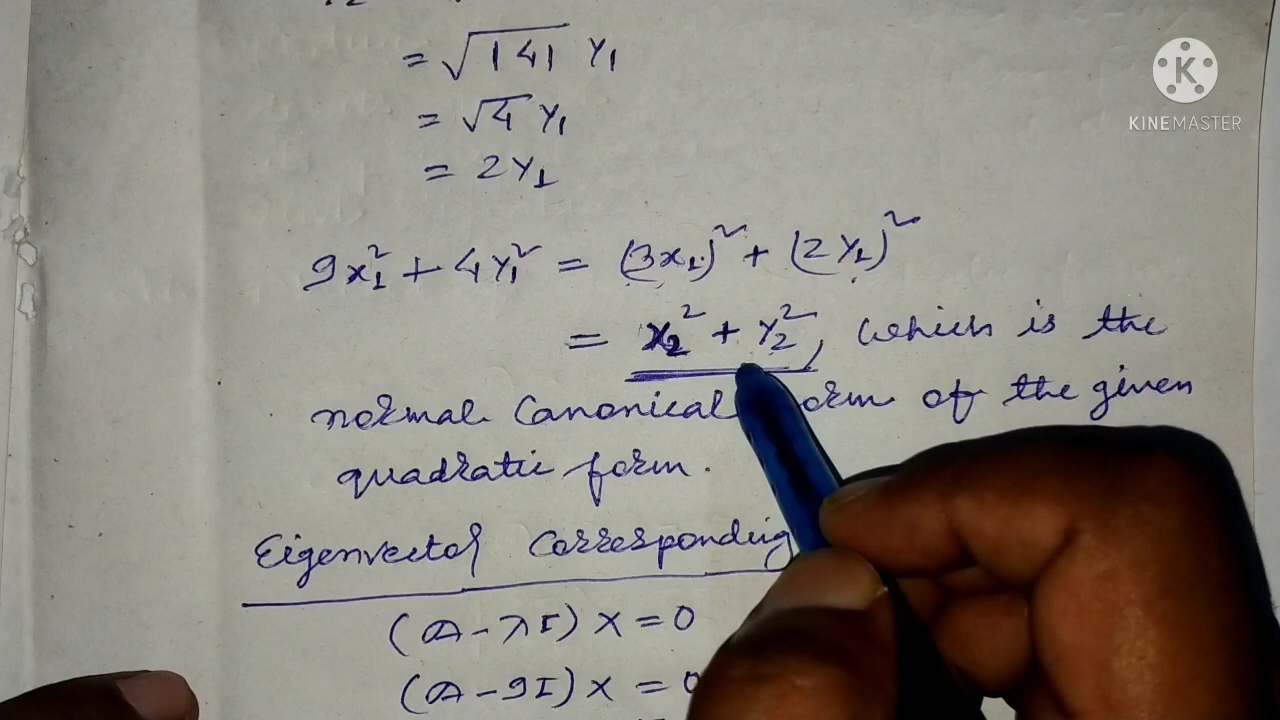 = √|4| Y₁
= √4 Y₁
= 2Y₁
9x₁² + 4Y₁² = (3x₁)² + (2Y₁)²
= x₂² + Y₂², which is the
normal canonical form of the given
quadratic form.
Eigenvector Corresponding
(A - λI) X = 0
(A - 9I) X = 0
K
KINEMASTER